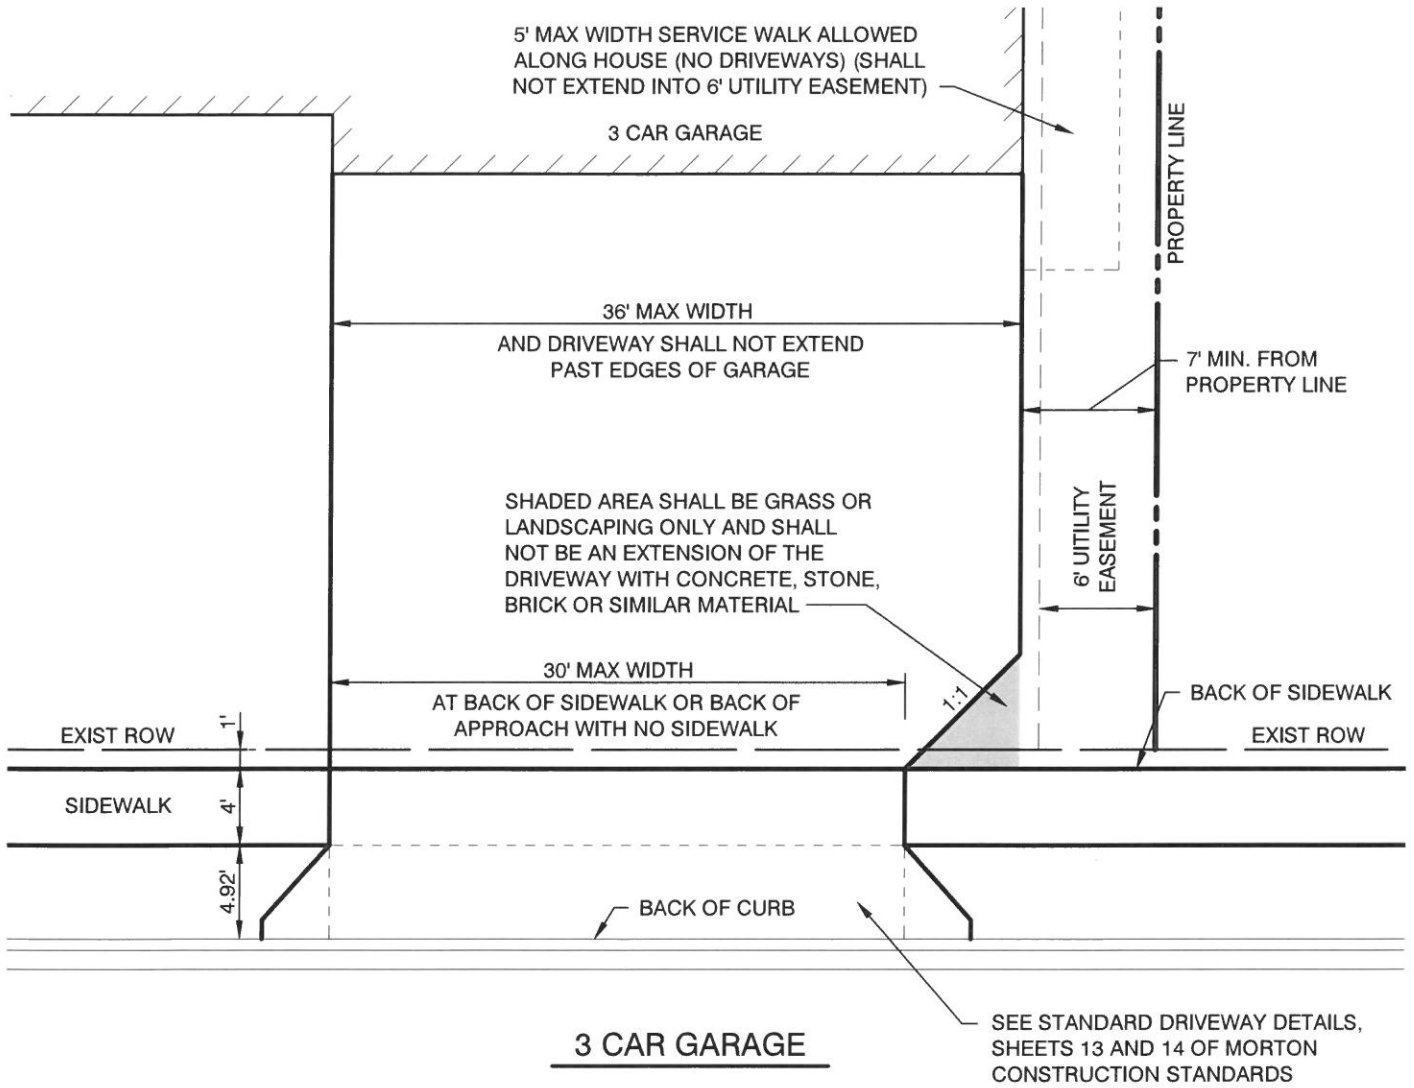 5' MAX WIDTH SERVICE WALK ALLOWED
ALONG HOUSE (NO DRIVEWAYS) (SHALL
NOT EXTEND INTO 6' UTILITY EASEMENT)
3 CAR GARAGE
PROPERTY LINE
36' MAX WIDTH
AND DRIVEWAY SHALL NOT EXTEND
PAST EDGES OF GARAGE
7' MIN. FROM
PROPERTY LINE
SHADED AREA SHALL BE GRASS OR
LANDSCAPING ONLY AND SHALL
NOT BE AN EXTENSION OF THE
DRIVEWAY WITH CONCRETE, STONE,
BRICK OR SIMILAR MATERIAL
6' UITILITY
EASEMENT
30' MAX WIDTH
AT BACK OF SIDEWALK OR BACK OF
APPROACH WITH NO SIDEWALK
1:1
BACK OF SIDEWALK
EXIST ROW
1'
EXIST ROW
SIDEWALK
4'
4.92'
BACK OF CURB
SEE STANDARD DRIVEWAY DETAILS,
SHEETS 13 AND 14 OF MORTON
CONSTRUCTION STANDARDS
3 CAR GARAGE